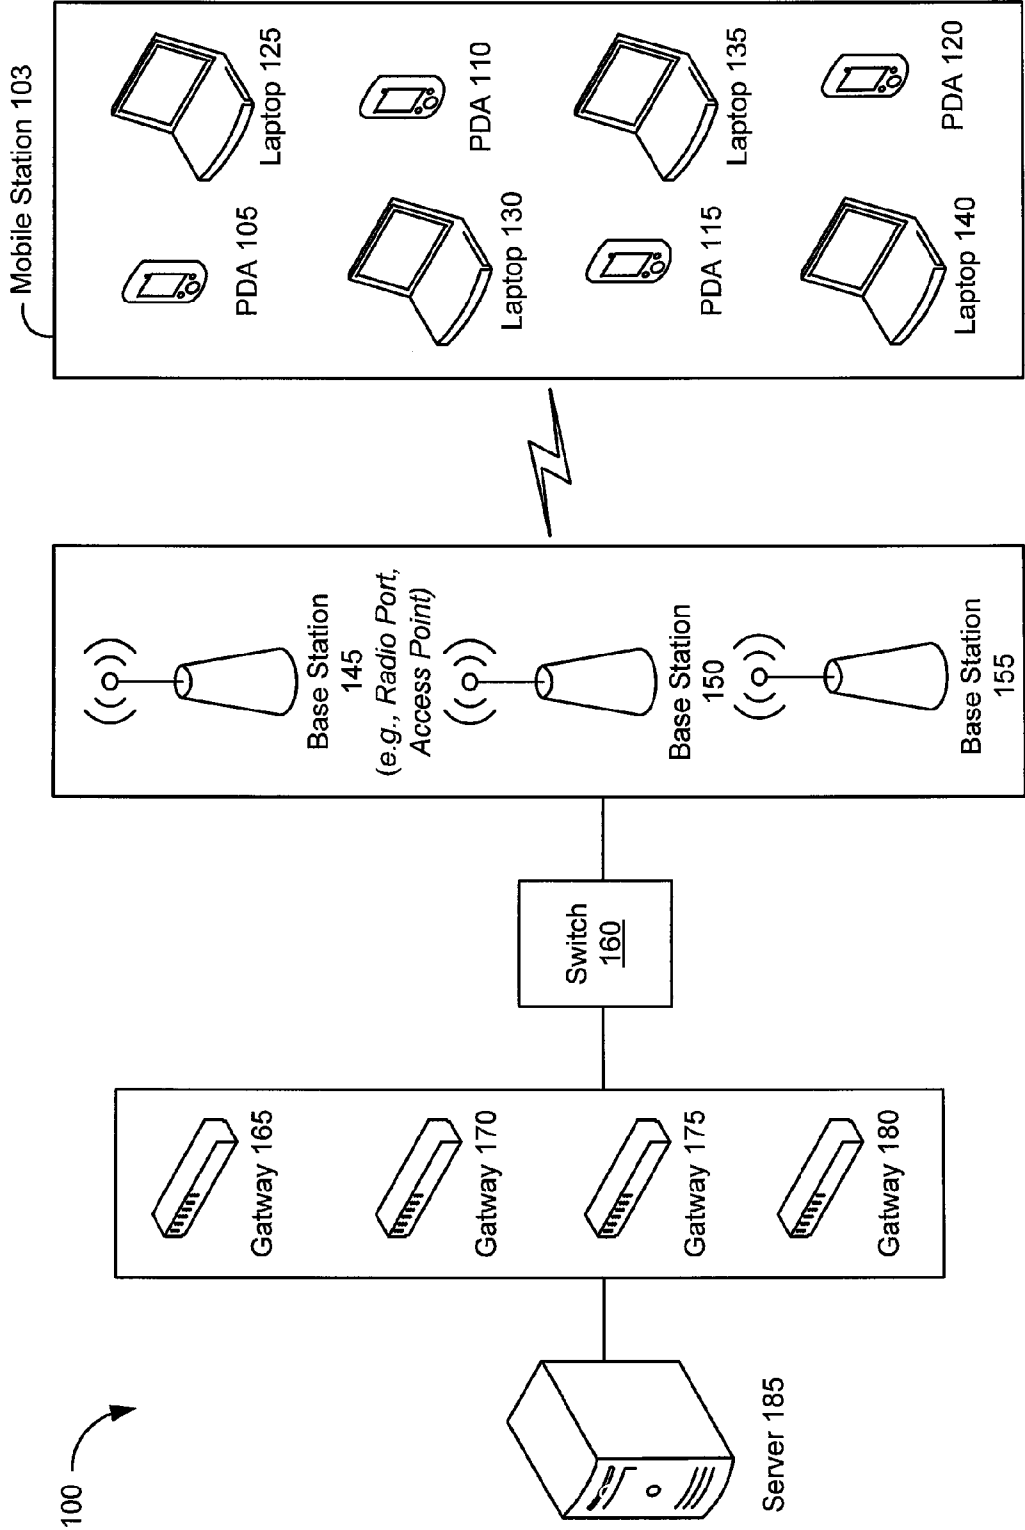 100
Server 185
Gatway 165
Gatway 170
Gatway 175
Gatway 180
Switch
160
Base Station
145
(e.g., Radio Port,
Access Point)
Base Station
150
Base Station
155
Mobile Station 103
PDA 105
Laptop 125
Laptop 130
PDA 110
PDA 115
Laptop 135
Laptop 140
PDA 120